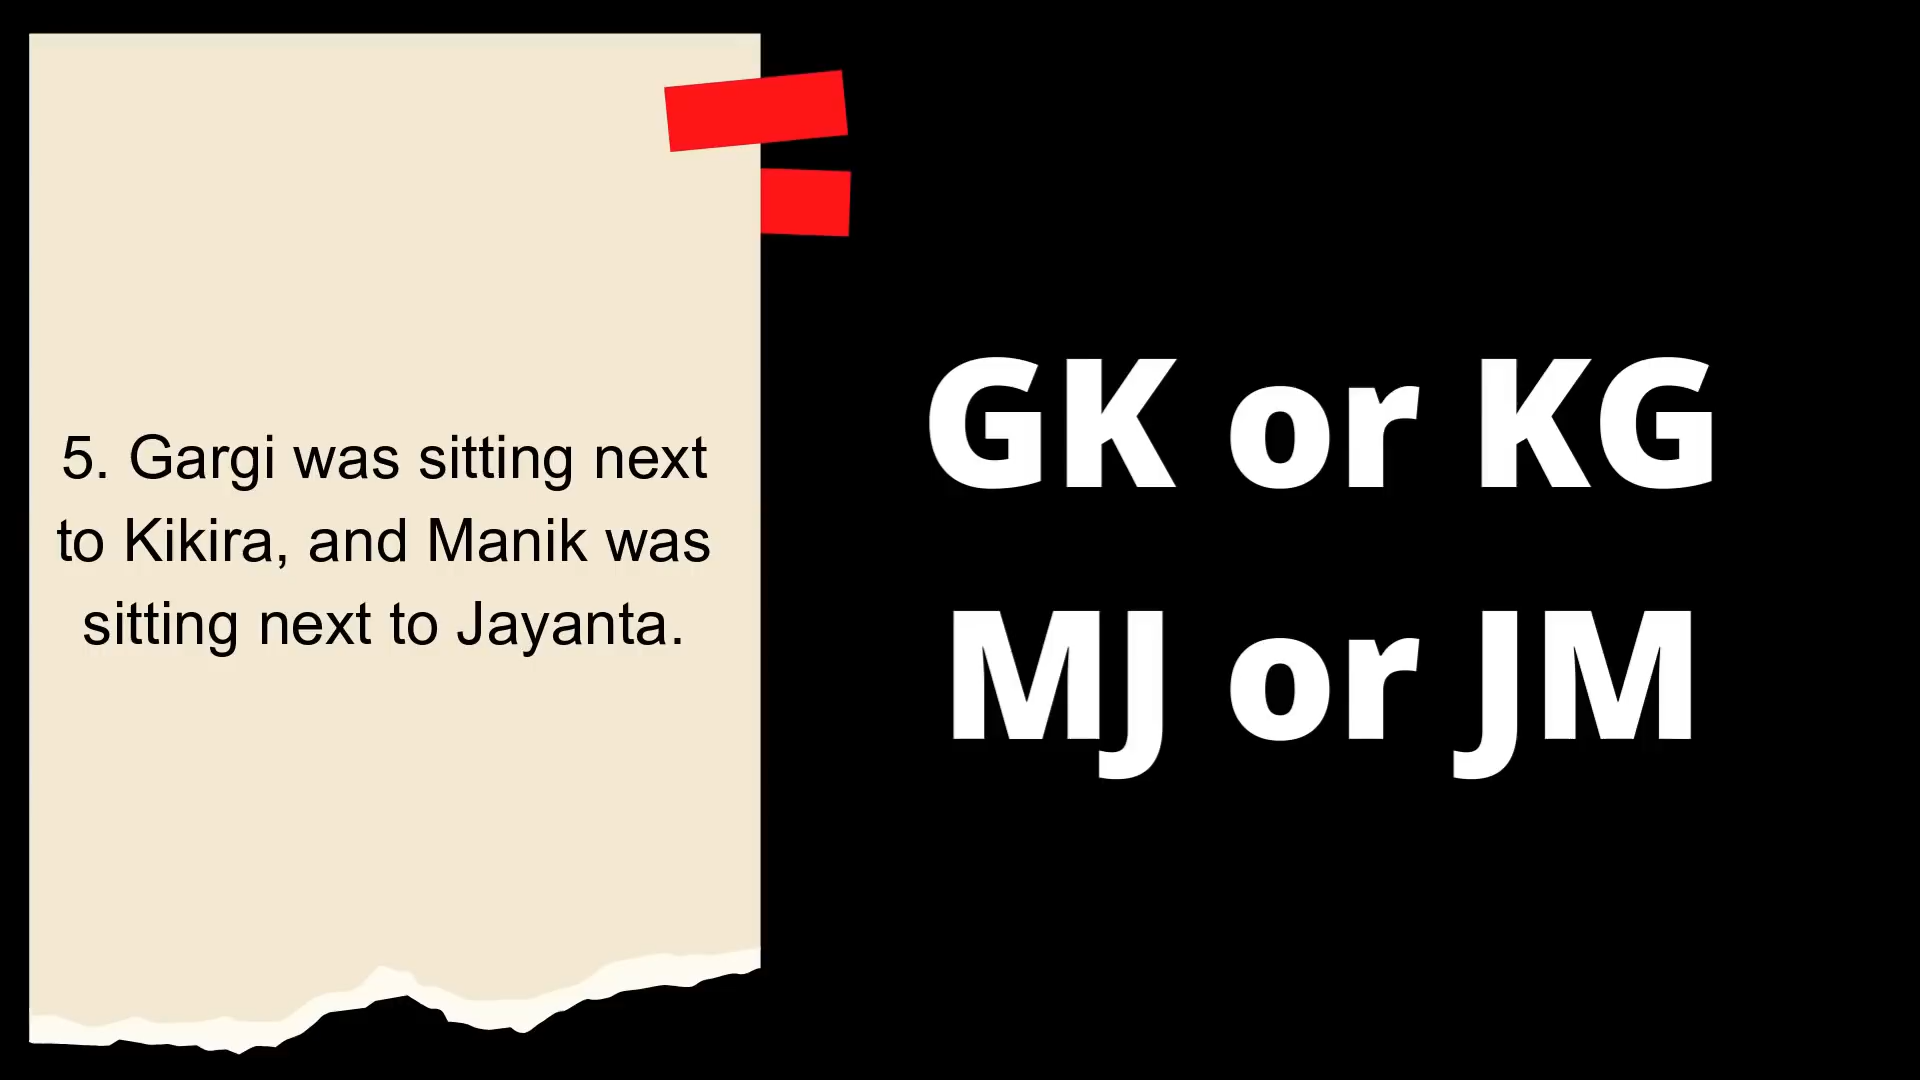 5. Gargi was sitting next
to Kikira, and Manik was
sitting next to Jayanta.
GK or KG
MJ or JM